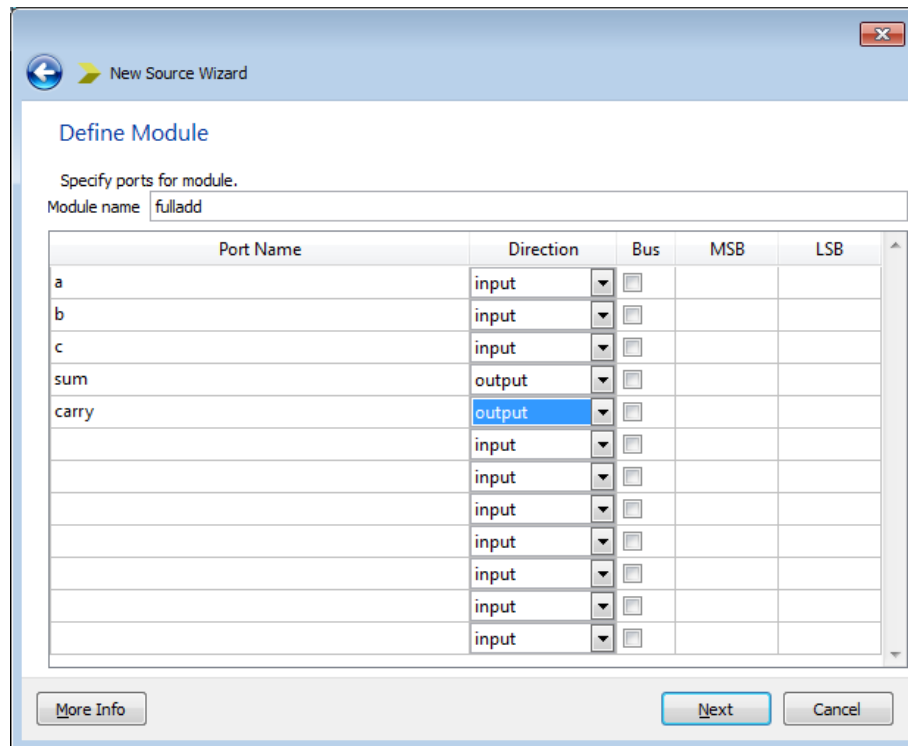 New Source Wizard
Define Module
Specify ports for module.
Module name fulladd
Port Name Direction Bus MSB LSB
a input
b input
c input
sum output
carry output
input
input
input
input
input
input
input
More Info Next Cancel